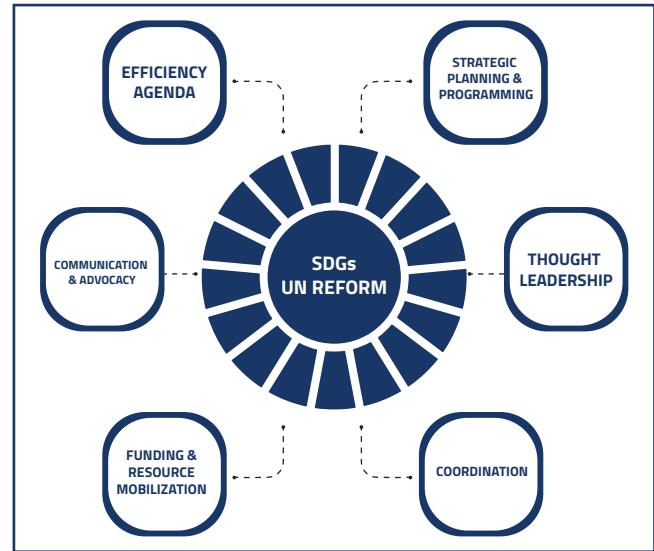 EFFICIENCY
AGENDA
STRATEGIC
PLANNING &
PROGRAMMING
COMMUNICATION
& ADVOCACY
SDGs
UN REFORM
THOUGHT
LEADERSHIP
FUNDING &
RESOURCE
MOBILIZATION
COORDINATION